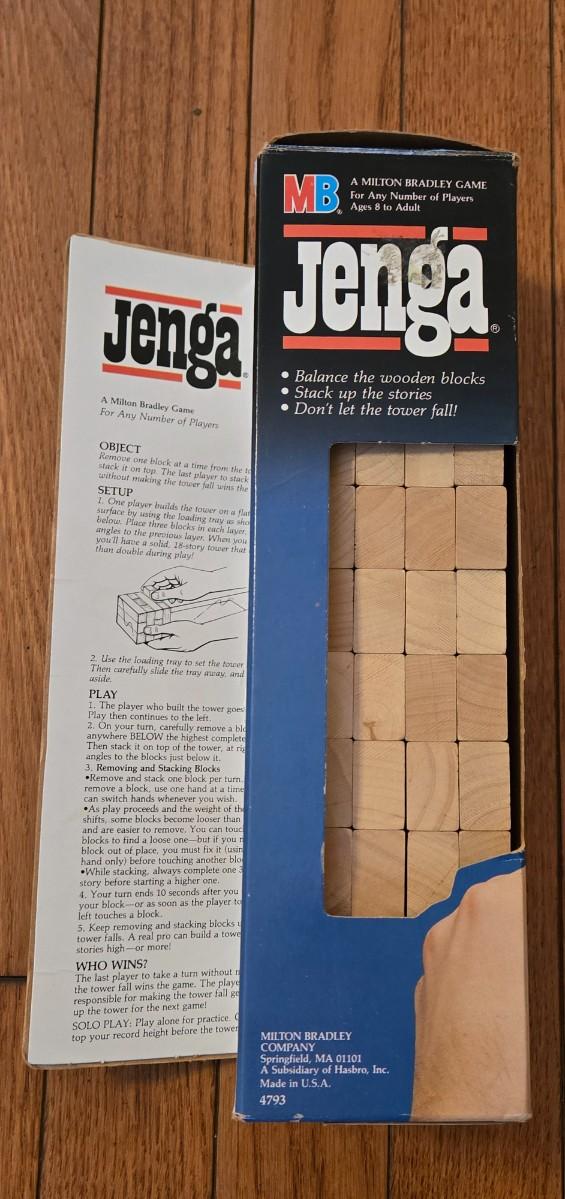 MB®
A MILTON BRADLEY GAME
For Any Number of Players
Ages 8 to Adult
Jenga®
• Balance the wooden blocks
• Stack up the stories
• Don't let the tower fall!
MILTON BRADLEY
COMPANY
Springfield, MA 01101
A Subsidiary of Hasbro, Inc.
Made in U.S.A.
4793
Jenga®
A Milton Bradley Game
For Any Number of Players
OBJECT
Remove one block at a time from the
stack it on top. The last player to stack
without making the tower fall wins the
SETUP
1. One player builds the tower on a flat
surface by using the loading tray as
below. Place three blocks in each layer,
angles to the previous layer. When you
you'll have a solid, 18-story tower that
than double during play!
2. Use the loading tray to set the tower
Then carefully slide the tray away, and
aside.
PLAY
1. The player who built the tower goes
Play then continues to the left.
2. On your turn, carefully remove a
anywhere BELOW the highest
Then stack it on top of the tower, at
angles to the blocks just below it.
3. Removing and Stacking Blocks
•Remove and stack one block per turn.
remove a block, use one hand at a time
can switch hands whenever you wish.
•As play proceeds and the weight of the
shifts, some blocks become looser than
and are easier to remove. You can
blocks to find a loose one—but if you
block out of place, you must fix it
hand only) before touching another
•While stacking, always complete one
story before starting a higher one.
4. Your turn ends 10 seconds after you
your block—or as soon as the player to
left touches a block.
5. Keep removing and stacking blocks
tower falls. A real pro can build a
stories high—or more!
WHO WINS?
The last player to take a turn without
the tower fall wins the game. The
responsible for making the tower fall
up the tower for the next game!
SOLO PLAY: Play alone for practice.
top your record height before the tower